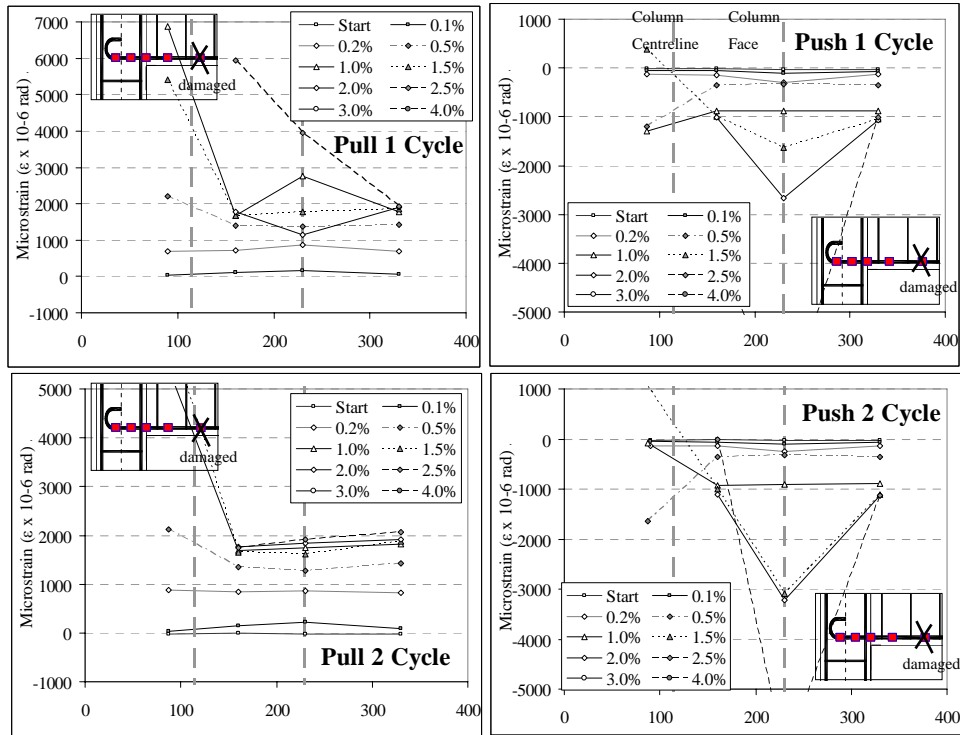 7000
6000
5000
4000
3000
2000
1000
0
-1000
Microstrain (ε x 10-6 rad) .
damaged
Start 0.1%
0.2% 0.5%
1.0% 1.5%
2.0% 2.5%
3.0% 4.0%
Pull 1 Cycle
0 100 200 300 400
1000
0
-1000
-2000
-3000
-4000
-5000
Microstrain (ε x 10-6 rad) .
Column Column
Centreline Face
Push 1 Cycle
Start 0.1%
0.2% 0.5%
1.0% 1.5%
2.0% 2.5%
3.0% 4.0%
damaged
0 100 200 300 400
5000
4000
3000
2000
1000
0
-1000
Microstrain (ε x 10-6 rad) .
damaged
Start 0.1%
0.2% 0.5%
1.0% 1.5%
2.0% 2.5%
3.0% 4.0%
Pull 2 Cycle
0 100 200 300 400
1000
0
-1000
-2000
-3000
-4000
-5000
Microstrain (ε x 10-6 rad) .
Push 2 Cycle
Start 0.1%
0.2% 0.5%
1.0% 1.5%
2.0% 2.5%
3.0% 4.0%
damaged
0 100 200 300 400